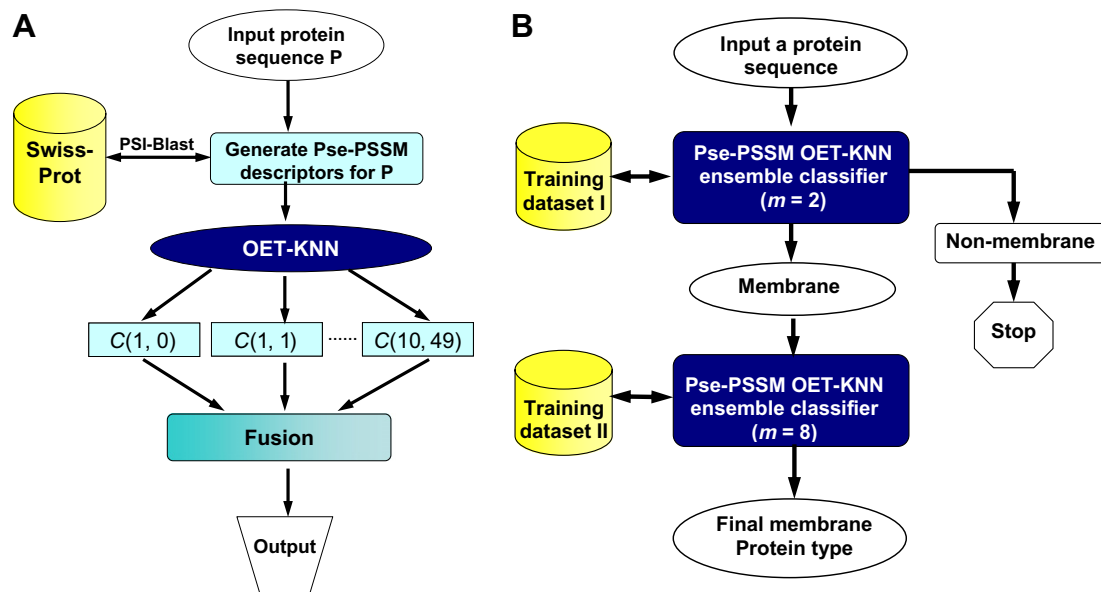 A
Input protein
sequence P
Swiss-
Prot
PSI-Blast
Generate Pse-PSSM
descriptors for P
OET-KNN
C(1, 0)
C(1, 1)
......
C(10, 49)
Fusion
Output
B
Input a protein
sequence
Training
dataset I
Pse-PSSM OET-KNN
ensemble classifier
(m = 2)
Non-membrane
Stop
Membrane
Training
dataset II
Pse-PSSM OET-KNN
ensemble classifier
(m = 8)
Final membrane
Protein type